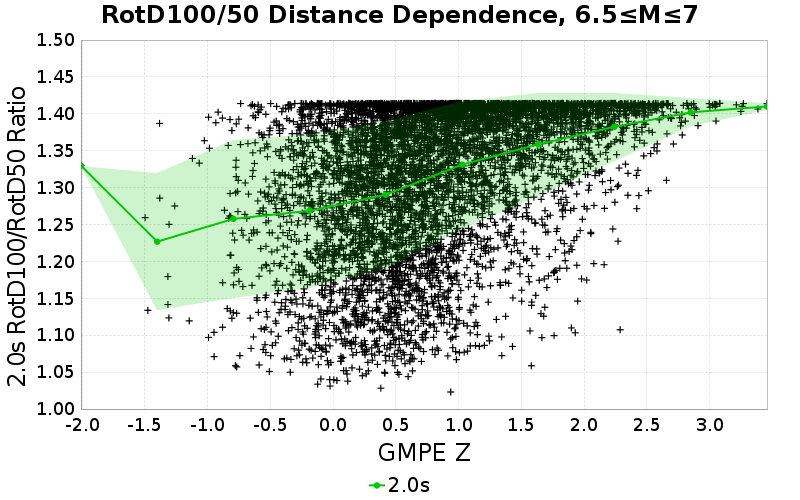 RotD100/50 Distance Dependence, 6.5≤M≤7
2.0s RotD100/RotD50 Ratio
1.50
1.45
1.40
1.35
1.30
1.25
1.20
1.15
1.10
1.05
1.00
-2.0 -1.5 -1.0 -0.5 0.0 0.5 1.0 1.5 2.0 2.5 3.0
GMPE Z
2.0s